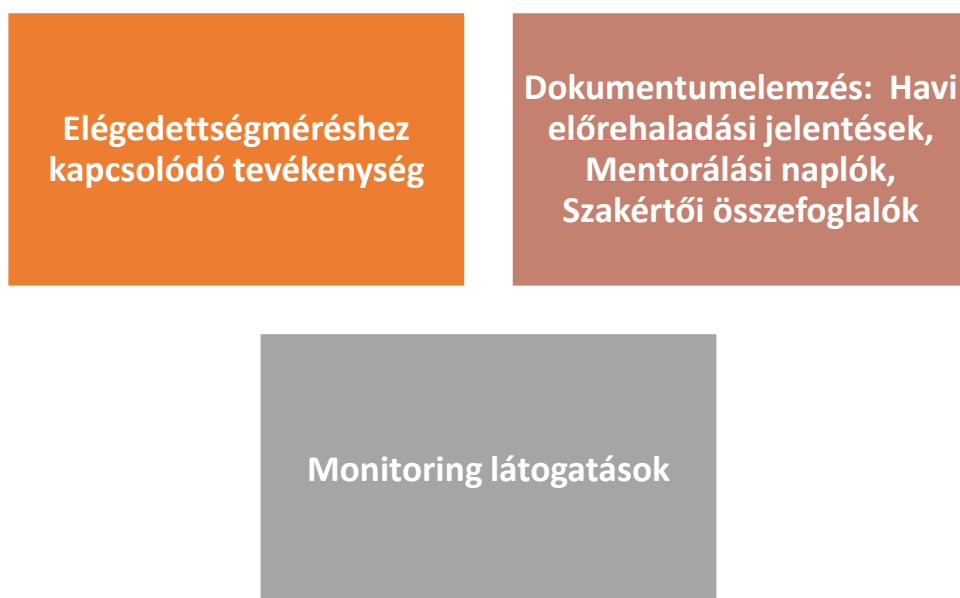 Elégedettségméréshez
kapcsolódó tevékenység
Dokumentumelemzés: Havi
előrehaladási jelentések,
Mentorálási naplók,
Szakértői összefoglalók
Monitoring látogatások